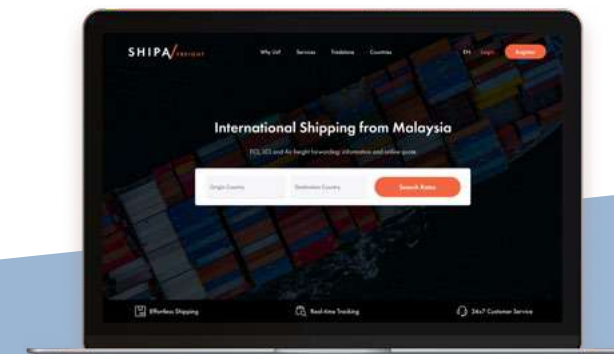 SHIPA/FREIGHT Why Us? Services Tradelane Countries EN Login Register
International Shipping from Malaysia
FCL, LCL and Air freight forwarding information and online quote.
Origin Country Destination Country Search Rates
Effortless Shipping Real-time Tracking 24x7 Customer Service